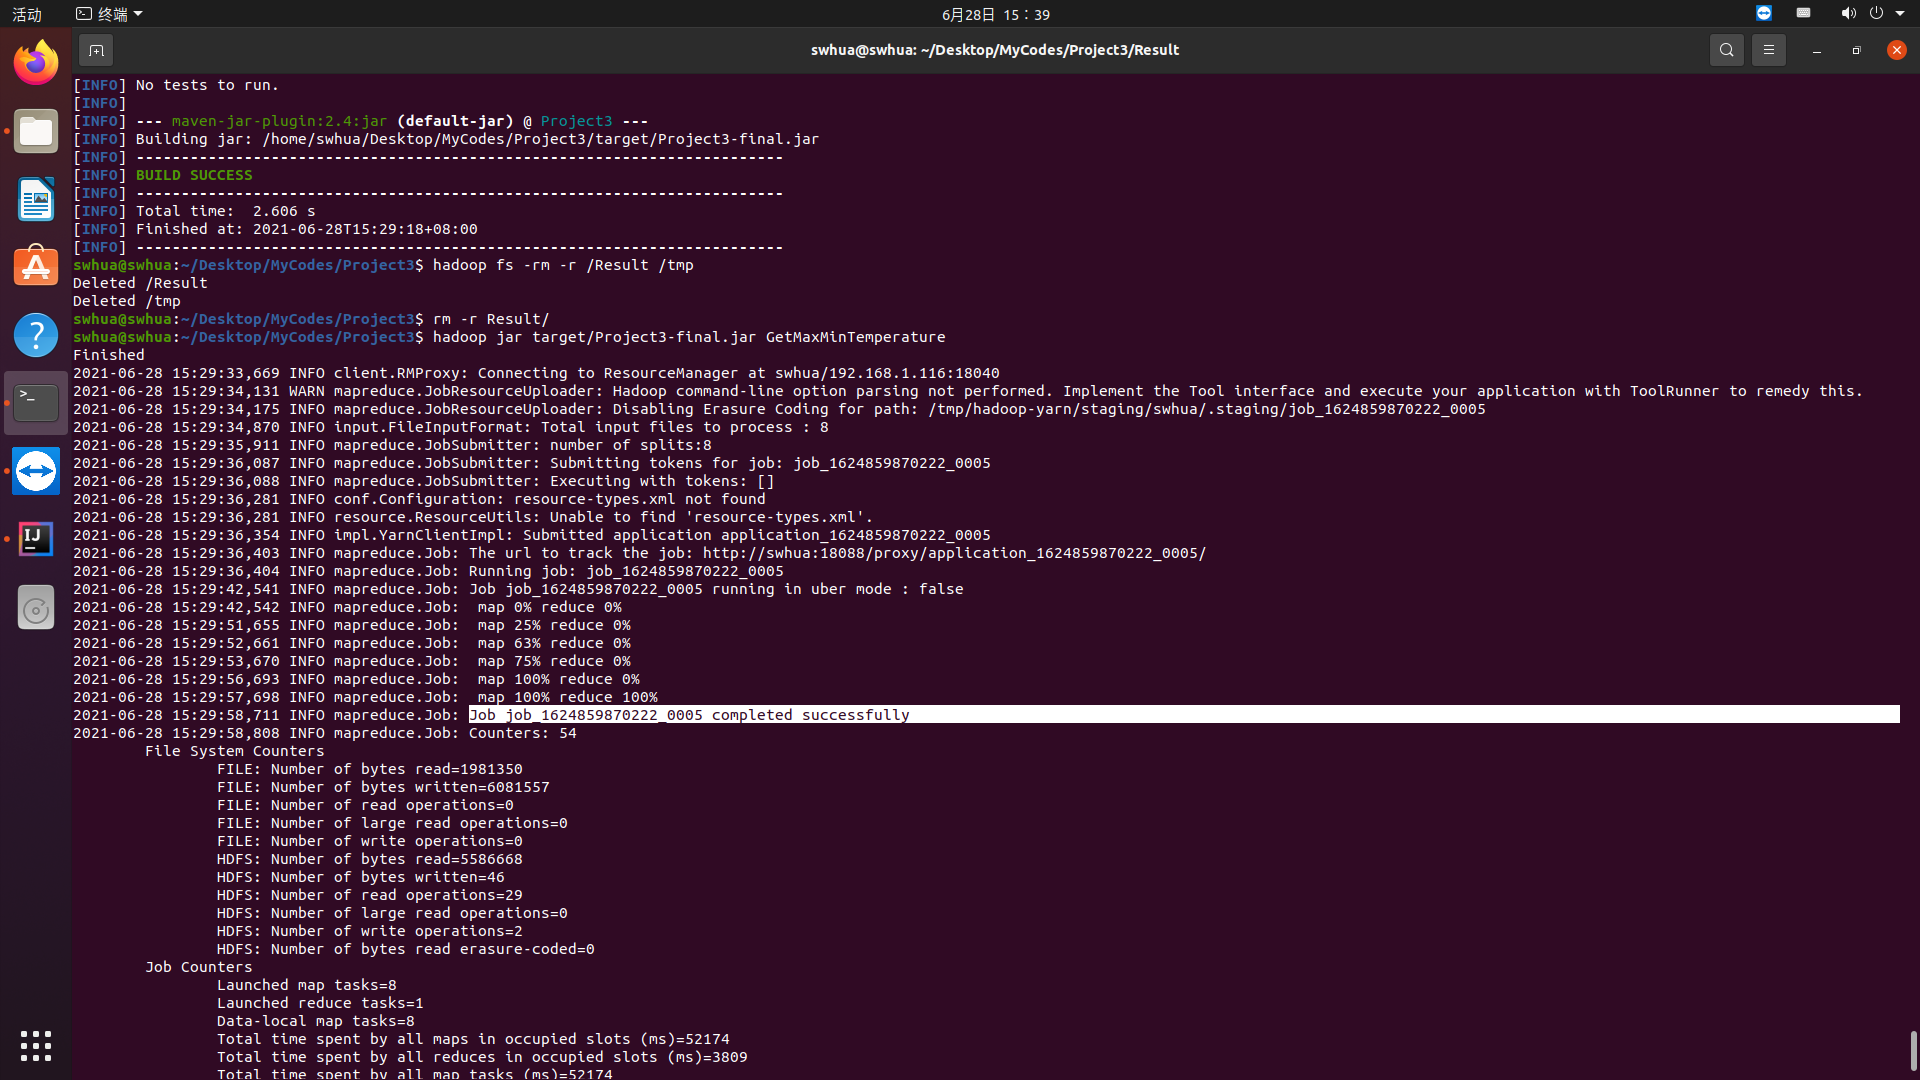 活动
终端
6月28日 15：39
swhua@swhua: ~/Desktop/MyCodes/Project3/Result
[INFO] No tests to run.
[INFO]
[INFO] --- maven-jar-plugin:2.4:jar (default-jar) @ Project3 ---
[INFO] Building jar: /home/swhua/Desktop/MyCodes/Project3/target/Project3-final.jar
[INFO] ------------------------------------------------------------------------
[INFO] BUILD SUCCESS
[INFO] ------------------------------------------------------------------------
[INFO] Total time:  2.606 s
[INFO] Finished at: 2021-06-28T15:29:18+08:00
[INFO] ------------------------------------------------------------------------
swhua@swhua:~/Desktop/MyCodes/Project3$ hadoop fs -rm -r /Result /tmp
Deleted /Result
Deleted /tmp
swhua@swhua:~/Desktop/MyCodes/Project3$ rm -r Result/
swhua@swhua:~/Desktop/MyCodes/Project3$ hadoop jar target/Project3-final.jar GetMaxMinTemperature
Finished
2021-06-28 15:29:33,669 INFO client.RMProxy: Connecting to ResourceManager at swhua/192.168.1.116:18040
2021-06-28 15:29:34,131 WARN mapreduce.JobResourceUploader: Hadoop command-line option parsing not performed. Implement the Tool interface and execute your application with ToolRunner to remedy this.
2021-06-28 15:29:34,175 INFO mapreduce.JobResourceUploader: Disabling Erasure Coding for path: /tmp/hadoop-yarn/staging/swhua/.staging/job_1624859870222_0005
2021-06-28 15:29:34,870 INFO input.FileInputFormat: Total input files to process : 8
2021-06-28 15:29:35,911 INFO mapreduce.JobSubmitter: number of splits:8
2021-06-28 15:29:36,087 INFO mapreduce.JobSubmitter: Submitting tokens for job: job_1624859870222_0005
2021-06-28 15:29:36,088 INFO mapreduce.JobSubmitter: Executing with tokens: []
2021-06-28 15:29:36,281 INFO conf.Configuration: resource-types.xml not found
2021-06-28 15:29:36,281 INFO resource.ResourceUtils: Unable to find 'resource-types.xml'.
2021-06-28 15:29:36,354 INFO impl.YarnClientImpl: Submitted application application_1624859870222_0005
2021-06-28 15:29:36,403 INFO mapreduce.Job: The url to track the job: http://swhua:18088/proxy/application_1624859870222_0005/
2021-06-28 15:29:36,404 INFO mapreduce.Job: Running job: job_1624859870222_0005
2021-06-28 15:29:42,541 INFO mapreduce.Job: Job job_1624859870222_0005 running in uber mode : false
2021-06-28 15:29:42,542 INFO mapreduce.Job:  map 0% reduce 0%
2021-06-28 15:29:51,655 INFO mapreduce.Job:  map 25% reduce 0%
2021-06-28 15:29:52,661 INFO mapreduce.Job:  map 63% reduce 0%
2021-06-28 15:29:53,670 INFO mapreduce.Job:  map 75% reduce 0%
2021-06-28 15:29:56,693 INFO mapreduce.Job:  map 100% reduce 0%
2021-06-28 15:29:57,698 INFO mapreduce.Job:  map 100% reduce 100%
2021-06-28 15:29:58,711 INFO mapreduce.Job: Job job_1624859870222_0005 completed successfully
2021-06-28 15:29:58,808 INFO mapreduce.Job: Counters: 54
File System Counters
FILE: Number of bytes read=1981350
FILE: Number of bytes written=6081557
FILE: Number of read operations=0
FILE: Number of large read operations=0
FILE: Number of write operations=0
HDFS: Number of bytes read=5586668
HDFS: Number of bytes written=46
HDFS: Number of read operations=29
HDFS: Number of large read operations=0
HDFS: Number of write operations=2
HDFS: Number of bytes read erasure-coded=0
Job Counters
Launched map tasks=8
Launched reduce tasks=1
Data-local map tasks=8
Total time spent by all maps in occupied slots (ms)=52174
Total time spent by all reduces in occupied slots (ms)=3809
Total time spent by all map tasks (ms)=52174